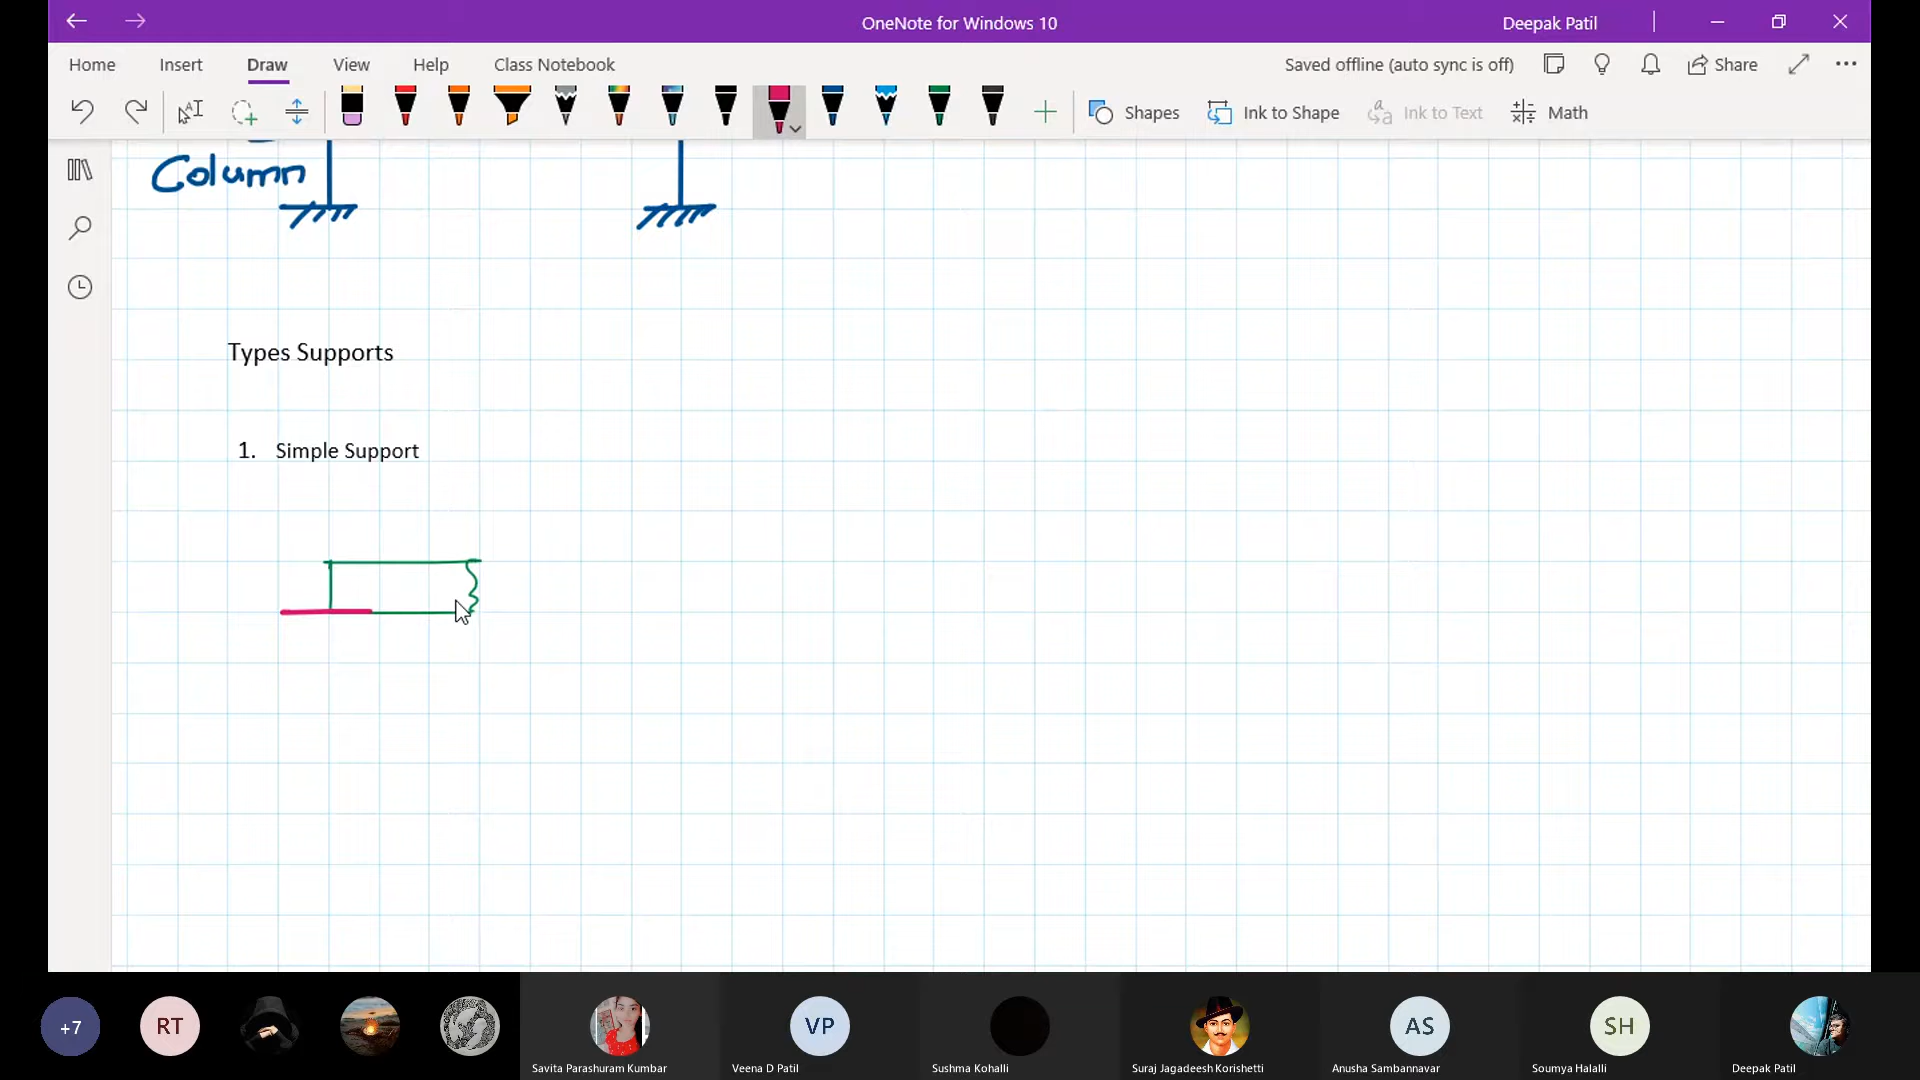 OneNote for Windows 10
Deepak Patil
Home Insert Draw View Help Class Notebook
Saved offline (auto sync is off)
Share
Shapes
Ink to Shape
Ink to Text
Math
Column
Types Supports
1. Simple Support
+7
RT
VP
AS
SH
Savita Parashuram Kumbar
Veena D Patil
Sushma Kohalli
Suraj Jagadeesh Korishetti
Anusha Sambannavar
Soumya Halalli
Deepak Patil